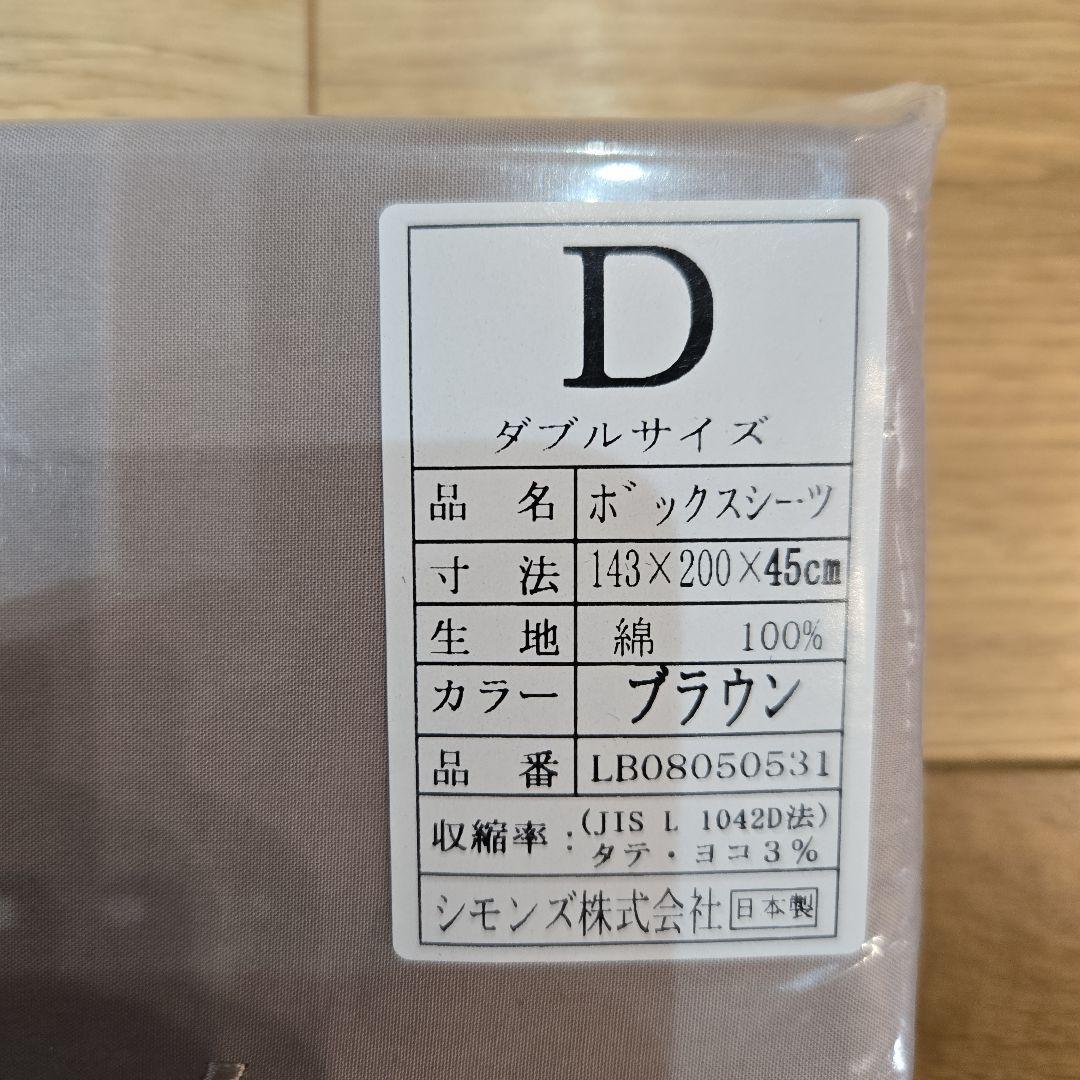 D
ダブルサイズ
品名 ボックスシーツ
寸法 143×200×45cm
生地 綿 100%
カラー ブラウン
品番 LB08050531
収縮率:(JIS L 1042D法)
タテ・ヨコ3%
シモンズ株式会社 日本製